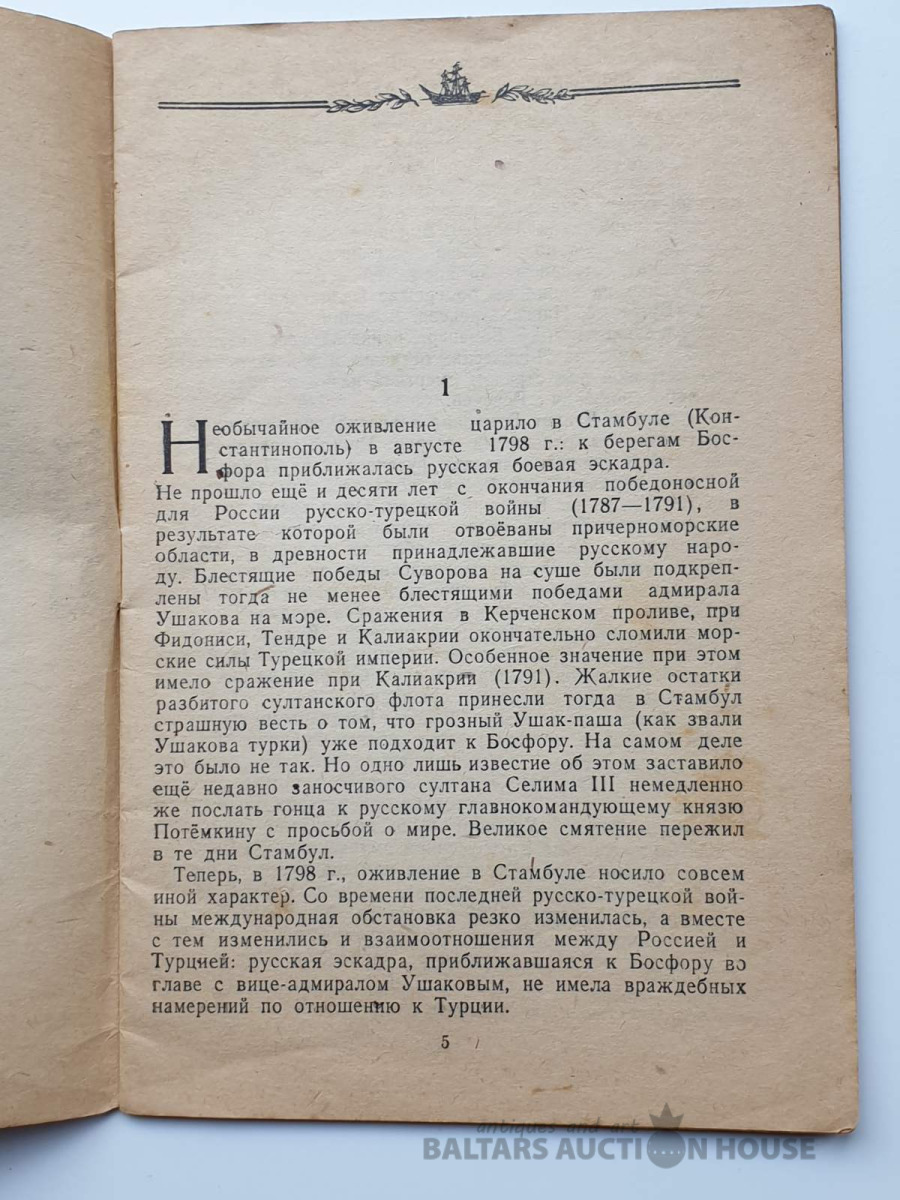 1
Необычайное оживление царило в Стамбуле (Кон-
стантинополь) в августе 1798 г.: к берегам Бос-
фора приближалась русская боевая эскадра.
Не прошло ещё и десяти лет с окончания победоносной
для России русско-турецкой войны (1787—1791), в
результате которой были отвоёваны причерноморские
области, в древности принадлежавшие русскому наро-
ду. Блестящие победы Суворова на суше были подкреп-
лены тогда не менее блестящими победами адмирала
Ушакова на море. Сражения в Керченском проливе, при
Фидониси, Тендре и Калиакрии окончательно сломили мор-
ские силы Турецкой империи. Особенное значение при этом
имело сражение при Калиакрии (1791). Жалкие остатки
разбитого султанского флота принесли тогда в Стамбул
страшную весть о том, что грозный Ушак-паша (как звали
Ушакова турки) уже подходит к Босфору. На самом деле
это было не так. Но одно лишь известие об этом заставило
ещё недавно заносчивого султана Селима III немедленно
же послать гонца к русскому главнокомандующему князю
Потёмкину с просьбой о мире. Великое смятение пережил
в те дни Стамбул.
Теперь, в 1798 г., оживление в Стамбуле носило совсем
иной характер. Со времени последней русско-турецкой вой-
ны международная обстановка резко изменилась, а вместе
с тем изменились и взаимоотношения между Россией и
Турцией: русская эскадра, приближавшаяся к Босфору во
главе с вице-адмиралом Ушаковым, не имела враждебных
намерений по отношению к Турции.
5
antiques and art
BALTARS AUCTION HOUSE